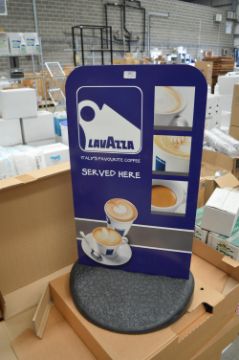 LAVAZZA
ITALY'S FAVOURITE COFFEE
SERVED HERE